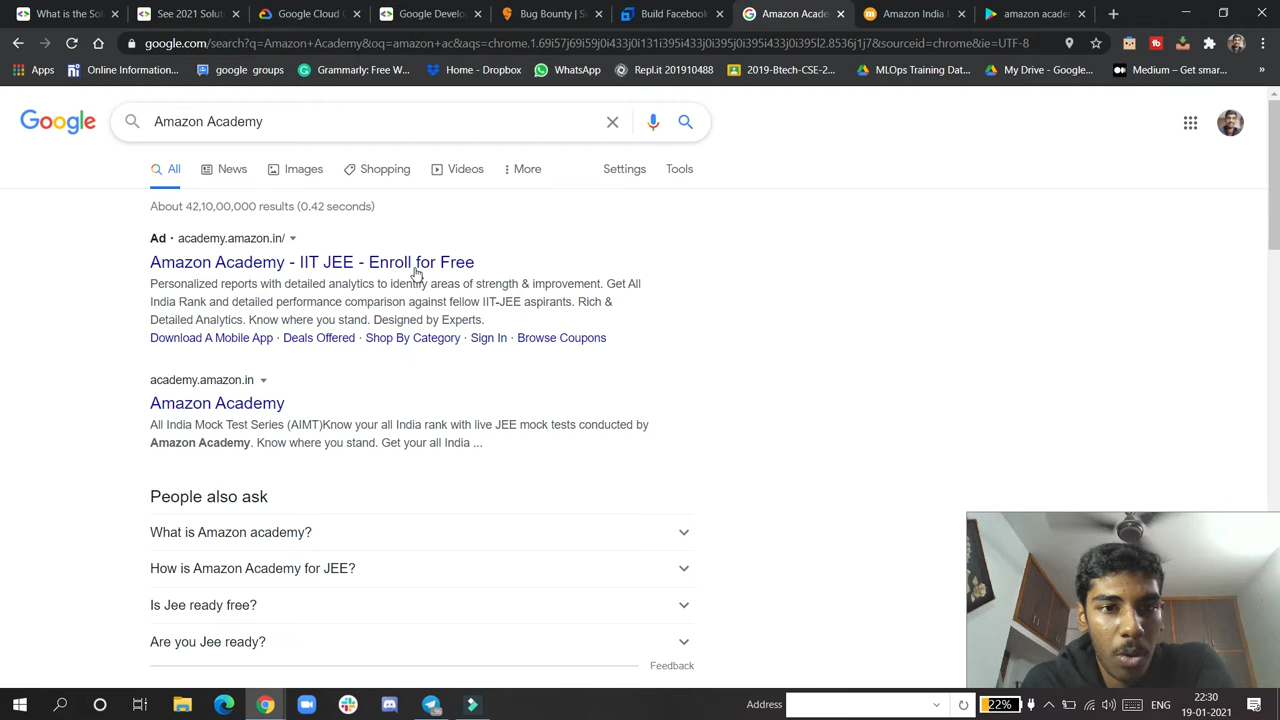 What is the Sol
See 2021 Solut
Google Cloud C
Google Develo
Bug Bounty | S
Build Facebook
Amazon Acade
Amazon India l
amazon acade
google.com/search?q=Amazon+Academy&oq=amazon+ac&aqs=chrome.1.69i57j69i59j0i433j0i131i395i433j0i395j0i433i395j0i395l2.8536j1j7&sourceid=chrome&ie=UTF-8
Apps
Online Information...
google groups
Grammarly: Free W...
Home - Dropbox
WhatsApp
Repl.it 201910488
2019-Btech-CSE-2...
MLOps Training Dat...
My Drive - Google...
Medium – Get smar...
Google
Amazon Academy
All
News
Images
Shopping
Videos
More
Settings
Tools
About 42,10,00,000 results (0.42 seconds)
Ad · academy.amazon.in/
Amazon Academy - IIT JEE - Enroll for Free
Personalized reports with detailed analytics to identify areas of strength & improvement. Get All
India Rank and detailed performance comparison against fellow IIT-JEE aspirants. Rich &
Detailed Analytics. Know where you stand. Designed by Experts.
Download A Mobile App · Deals Offered · Shop By Category · Sign In · Browse Coupons
academy.amazon.in
Amazon Academy
All India Mock Test Series (AIMT)Know your all India rank with live JEE mock tests conducted by
Amazon Academy. Know where you stand. Get your all India ...
People also ask
What is Amazon academy?
How is Amazon Academy for JEE?
Is Jee ready free?
Are you Jee ready?
Feedback
Address
22%
22:30
19-01-2021